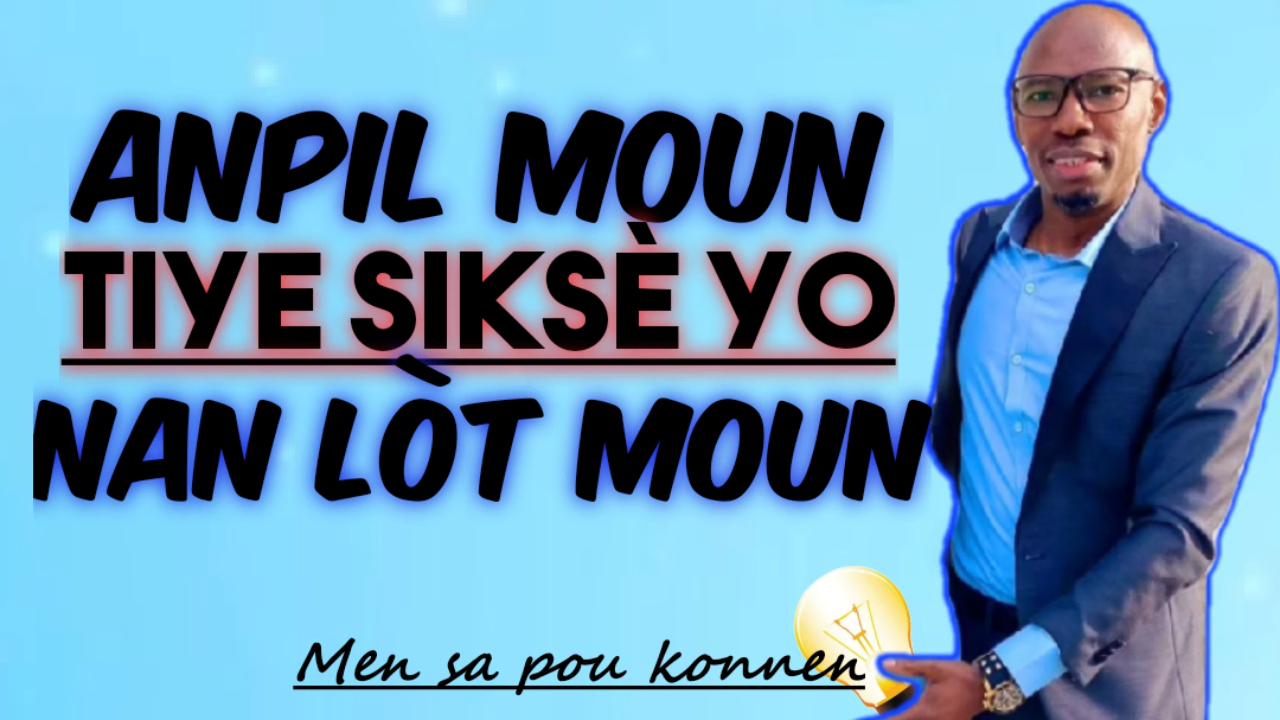 ANPIL MOUN
TIYE SIKSÈ YO
NAN LÒT MOUN
Men sa pou konnen